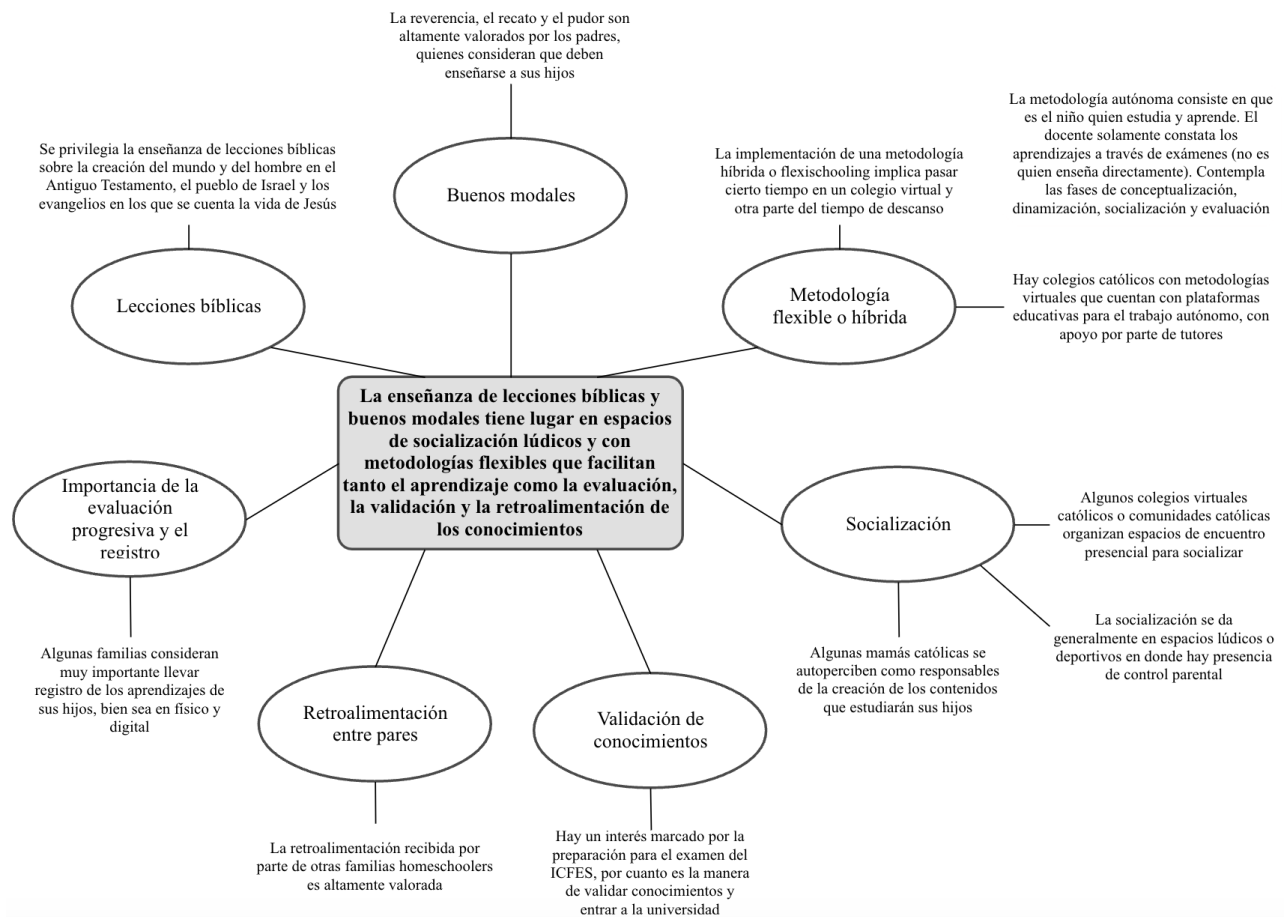 La reverencia, el recato y el pudor son
altamente valorados por los padres,
quienes consideran que deben
enseñarse a sus hijos
Buenos modales
Se privilegia la enseñanza de lecciones bíblicas
sobre la creación del mundo y del hombre en el
Antiguo Testamento, el pueblo de Israel y los
evangelios en los que se cuenta la vida de Jesús
Lecciones bíblicas
La implementación de una metodología
híbrida o flexischooling implica pasar
cierto tiempo en un colegio virtual y
otra parte del tiempo de descanso
Metodología
flexible o híbrida
La metodología autónoma consiste en que
es el niño quien estudia y aprende. El
docente solamente constata los
aprendizajes a través de exámenes (no es
quien enseña directamente). Contempla
las fases de conceptualización,
dinamización, socialización y evaluación
Hay colegios católicos con metodologías
virtuales que cuentan con plataformas
educativas para el trabajo autónomo, con
apoyo por parte de tutores
La enseñanza de lecciones bíblicas y
buenos modales tiene lugar en espacios
de socialización lúdicos y con
metodologías flexibles que facilitan
tanto el aprendizaje como la evaluación,
la validación y la retroalimentación de
los conocimientos
Importancia de la
evaluación
progresiva y el
registro
Algunas familias consideran
muy importante llevar
registro de los aprendizajes de
sus hijos, bien sea en físico y
digital
Socialización
Algunos colegios virtuales
católicos o comunidades católicas
organizan espacios de encuentro
presencial para socializar
La socialización se da
generalmente en espacios lúdicos o
deportivos en donde hay presencia
de control parental
Algunas mamás católicas se
autoperciben como responsables
de la creación de los contenidos
que estudiarán sus hijos
Retroalimentación
entre pares
La retroalimentación recibida por
parte de otras familias homeschoolers
es altamente valorada
Validación de
conocimientos
Hay un interés marcado por la
preparación para el examen del
ICFES, por cuanto es la manera
de validar conocimientos y
entrar a la universidad